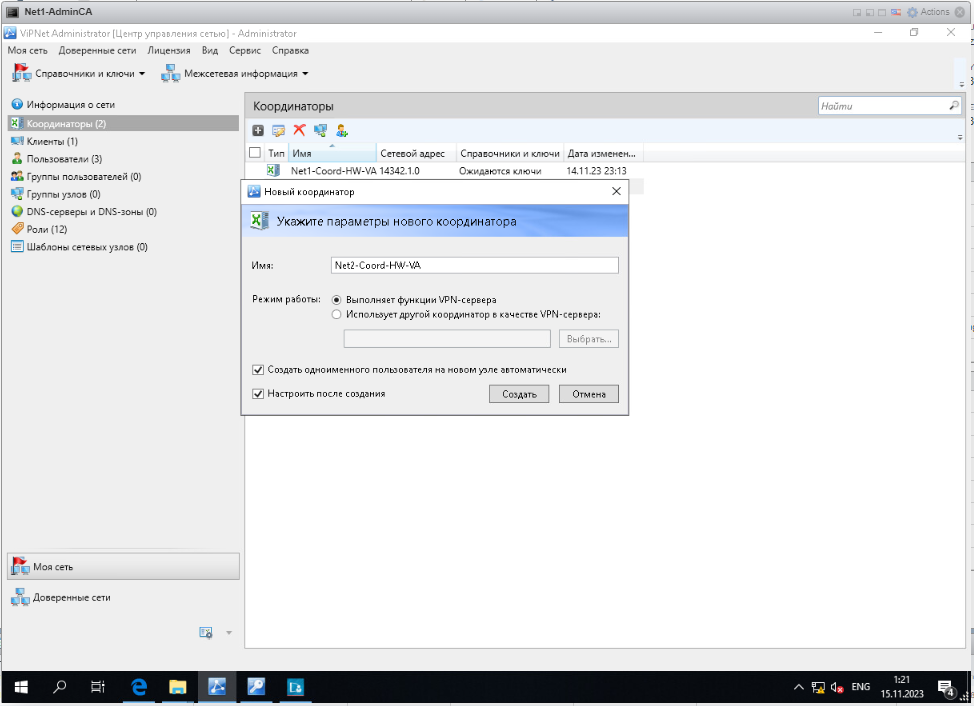 Net1-AdminCA
Actions
ViPNet Administrator [Центр управления сетью] - Administrator
Моя сеть Доверенные сети Лицензия Вид Сервис Справка
Справочники и ключи Межсетевая информация
Информация о сети
Координаторы (2)
Клиенты (1)
Пользователи (3)
Группы пользователей (0)
Группы узлов (0)
DNS-серверы и DNS-зоны (0)
Роли (12)
Шаблоны сетевых узлов (0)
Координаторы
Найти
Тип Имя Сетевой адрес Справочники и ключи Дата изменен...
Net1-Coord-HW-VA 14342.1.0 Ожидаются ключи 14.11.23 23:13
Новый координатор
Укажите параметры нового координатора
Имя: Net2-Coord-HW-VA
Режим работы: Выполняет функции VPN-сервера
Использует другой координатор в качестве VPN-сервера:
Выбрать...
Создать одноименного пользователя на новом узле автоматически
Настроить после создания Создать Отмена
Моя сеть
Доверенные сети
ENG
1:21
15.11.2023
4